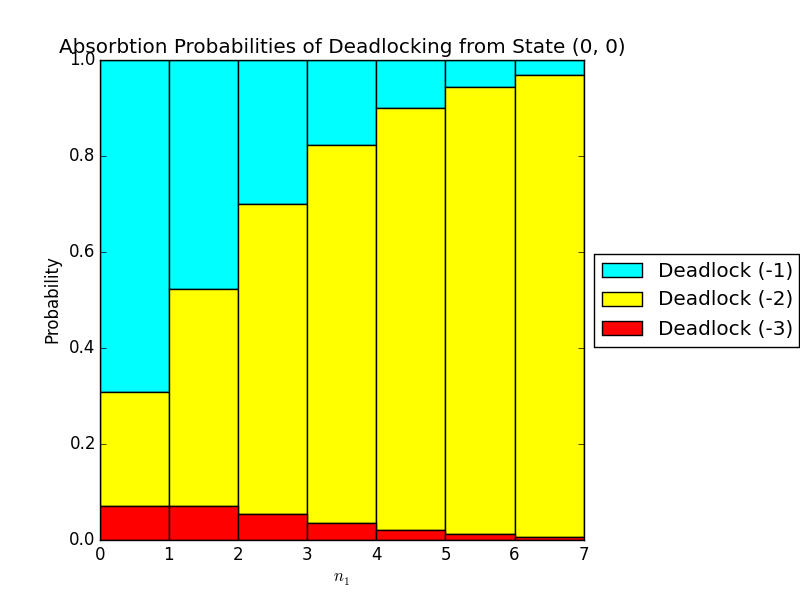 Absorbtion Probabilities of Deadlocking from State (0, 0)
1.0
0.8
0.6
0.4
0.2
0.0
Probability
0 1 2 3 4 5 6 7
n₁
Deadlock (-1)
Deadlock (-2)
Deadlock (-3)